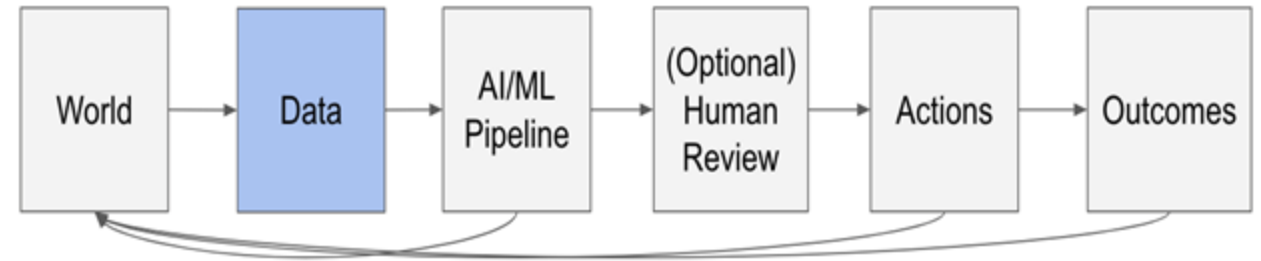 World
Data
AI/ML
Pipeline
(Optional)
Human
Review
Actions
Outcomes